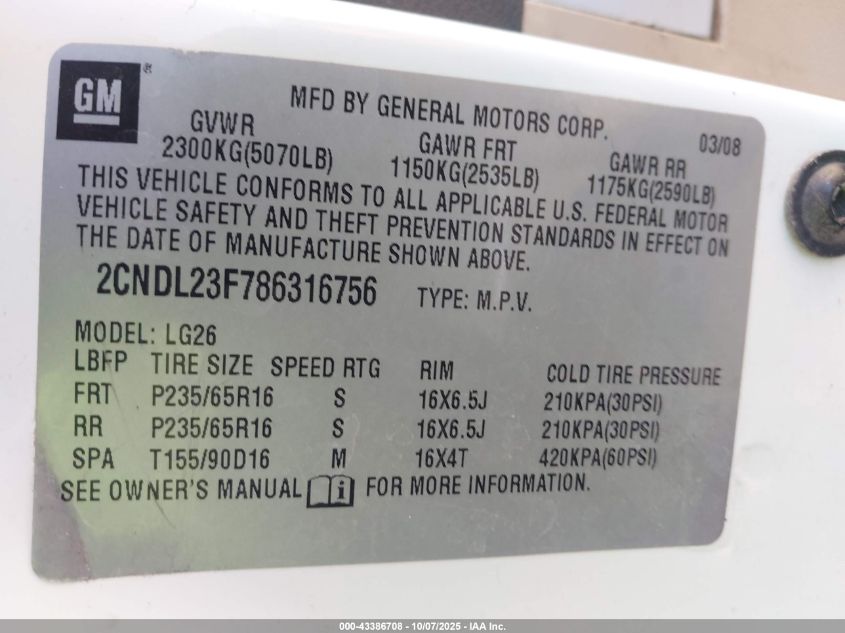 GM ®
MFD BY GENERAL MOTORS CORP. 03/08
GVWR GAWR FRT GAWR RR
2300KG(5070LB) 1150KG(2535LB) 1175KG(2590LB)
THIS VEHICLE CONFORMS TO ALL APPLICABLE U.S. FEDERAL MOTOR
VEHICLE SAFETY AND THEFT PREVENTION STANDARDS IN EFFECT ON
THE DATE OF MANUFACTURE SHOWN ABOVE.
2CNDL23F786316756 TYPE: M.P.V.
MODEL: LG26
LBFP TIRE SIZE SPEED RTG RIM COLD TIRE PRESSURE
FRT P235/65R16 S 16X6.5J 210KPA(30PSI)
RR P235/65R16 S 16X6.5J 210KPA(30PSI)
SPA T155/90D16 M 16X4T 420KPA(60PSI)
SEE OWNER'S MANUAL i FOR MORE INFORMATION.
000-43386708 - 10/07/2025 - IAA Inc.